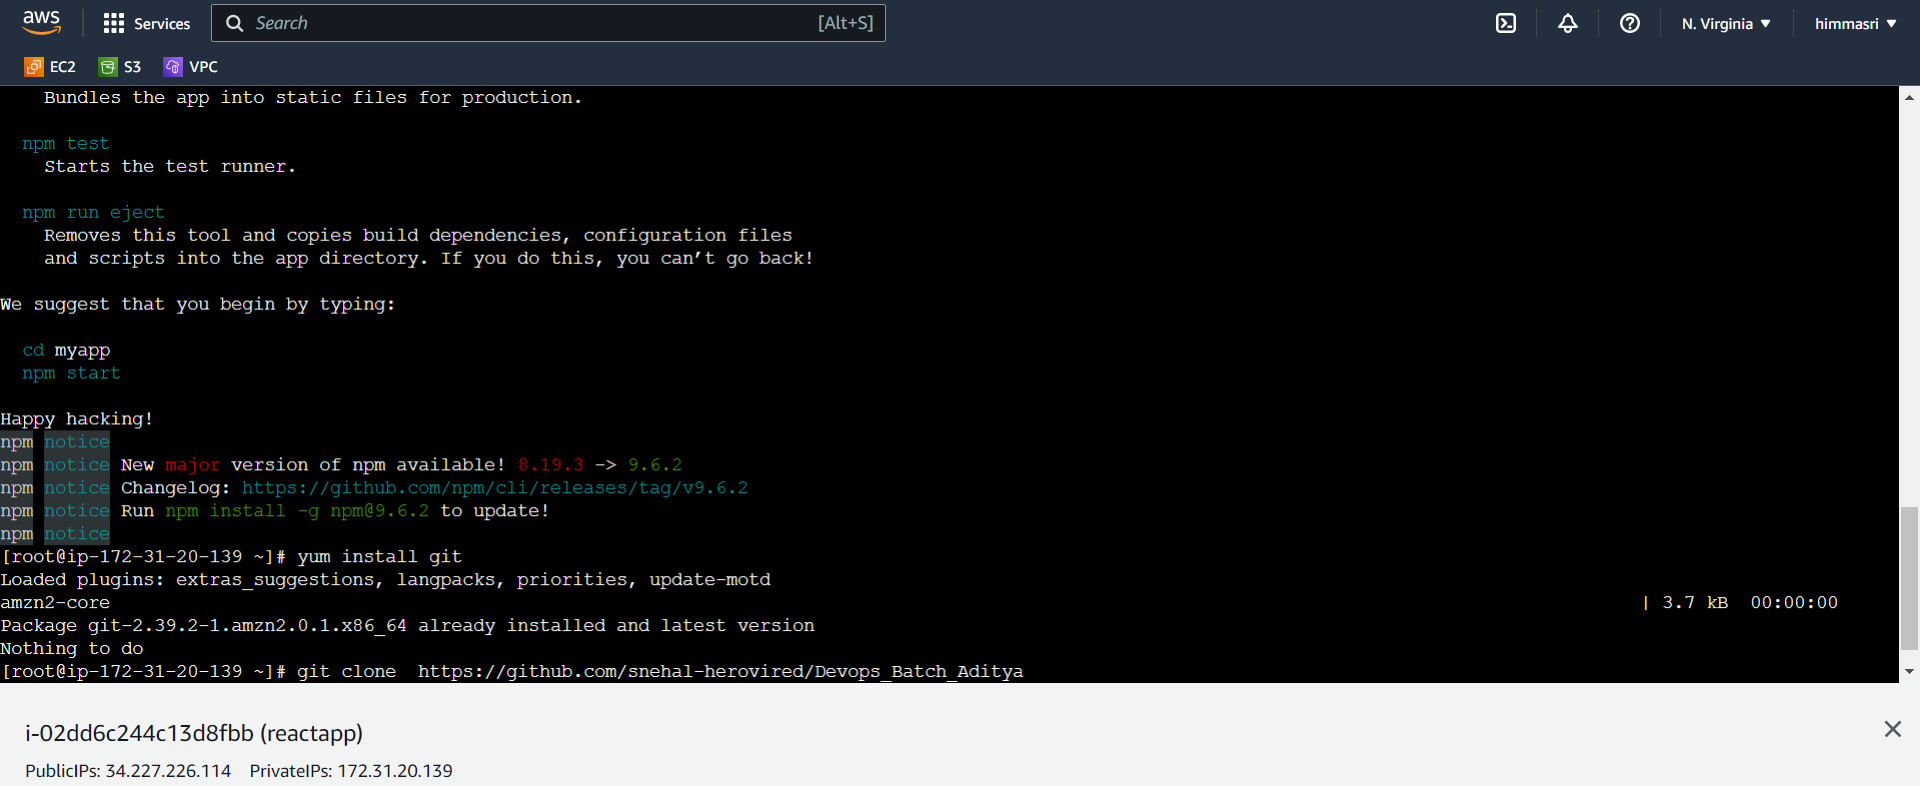 aws
Services
Search [Alt+S]
N. Virginia
himmasri
EC2 S3 VPC
Bundles the app into static files for production.
npm test
Starts the test runner.
npm run eject
Removes this tool and copies build dependencies, configuration files
and scripts into the app directory. If you do this, you can’t go back!
We suggest that you begin by typing:
cd myapp
npm start
Happy hacking!
npm notice
npm notice New major version of npm available! 8.19.3 -> 9.6.2
npm notice Changelog: https://github.com/npm/cli/releases/tag/v9.6.2
npm notice Run npm install -g npm@9.6.2 to update!
npm notice
[root@ip-172-31-20-139 ~]# yum install git
Loaded plugins: extras_suggestions, langpacks, priorities, update-motd
amzn2-core | 3.7 kB 00:00:00
Package git-2.39.2-1.amzn2.0.1.x86_64 already installed and latest version
Nothing to do
[root@ip-172-31-20-139 ~]# git clone  https://github.com/snehal-herovired/Devops_Batch_Aditya
i-02dd6c244c13d8fbb (reactapp)
PublicIPs: 34.227.226.114 PrivateIPs: 172.31.20.139